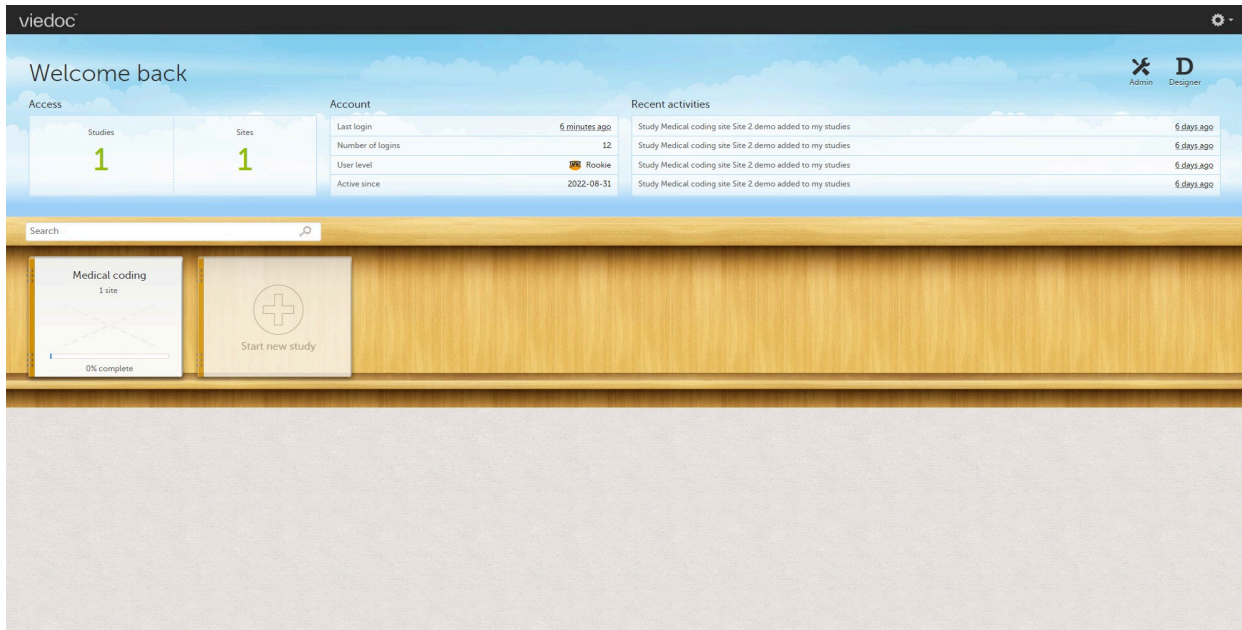 viedoc™
Welcome back
Admin
D
Designer
Access
Studies
1
Sites
1
Account
Last login 6 minutes ago
Number of logins 12
User level Rookie
Active since 2022-08-31
Recent activities
Study Medical coding site Site 2 demo added to my studies 6 days ago
Study Medical coding site Site 2 demo added to my studies 6 days ago
Study Medical coding site Site 2 demo added to my studies 6 days ago
Study Medical coding site Site 2 demo added to my studies 6 days ago
Search
Medical coding
1 site
0% complete
Start new study